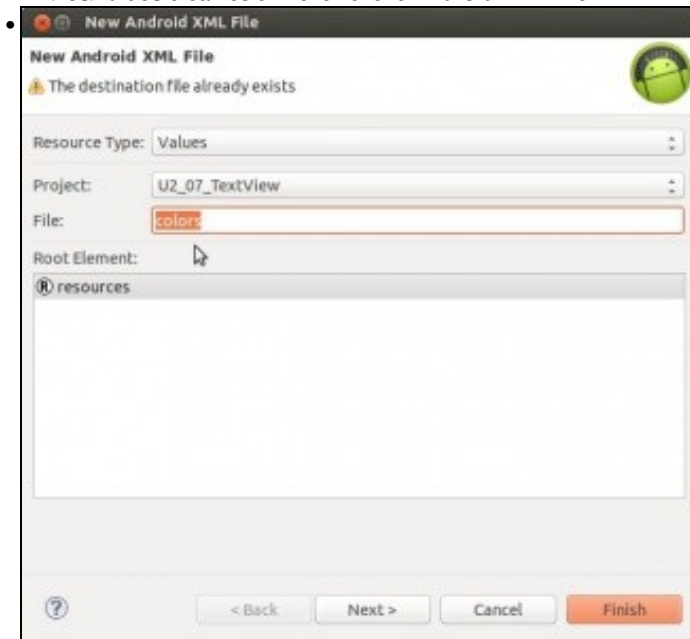 New Android XML File
New Android XML File
The destination file already exists
Resource Type: Values
Project: U2_07_TextView
File: colors
Root Element:
R resources
? < Back Next > Cancel Finish